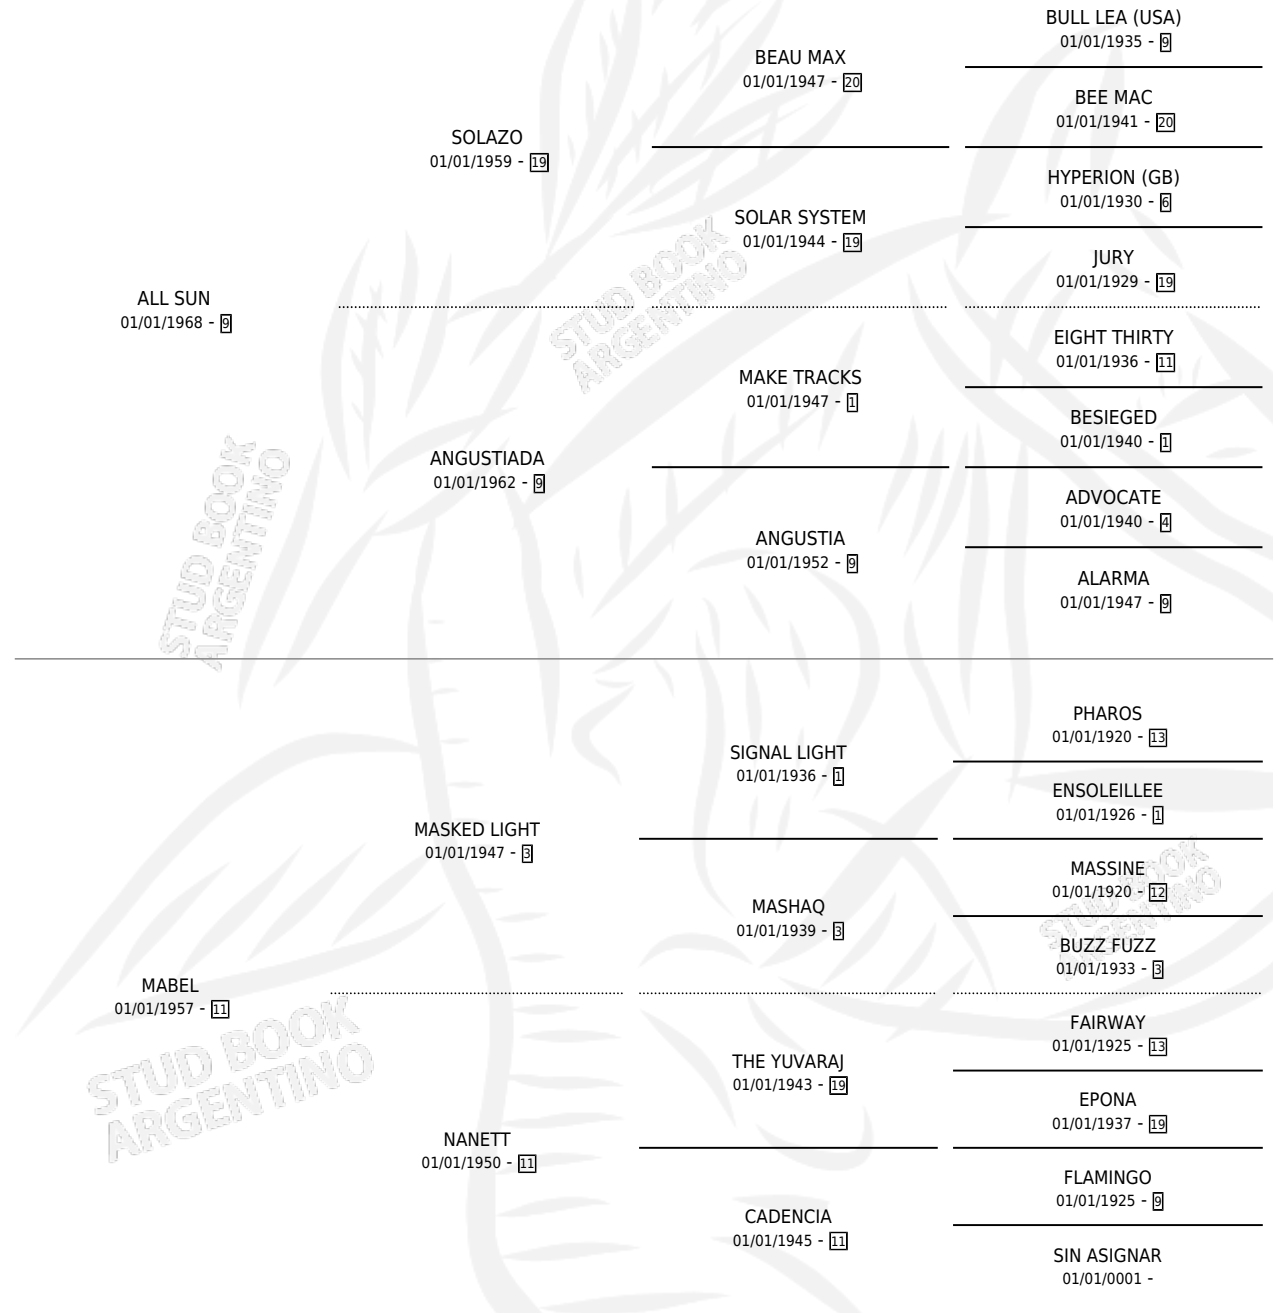 BULL LEA (USA)
01/01/1935 - 9
BEAU MAX
01/01/1947 - 20
BEE MAC
01/01/1941 - 20
SOLAZO
01/01/1959 - 19
HYPERION (GB)
01/01/1930 - 6
SOLAR SYSTEM
01/01/1944 - 19
JURY
01/01/1929 - 19
ALL SUN
01/01/1968 - 9
STUD BOOK
ARGENTINO
EIGHT THIRTY
01/01/1936 - 11
MAKE TRACKS
01/01/1947 - 1
BESIEGED
01/01/1940 - 1
ANGUSTIADA
01/01/1962 - 9
ADVOCATE
01/01/1940 - 4
ANGUSTIA
01/01/1952 - 9
ALARMA
01/01/1947 - 9
STUD BOOK
ARGENTINO
PHAROS
01/01/1920 - 13
SIGNAL LIGHT
01/01/1936 - 1
ENSOLEILLEE
01/01/1926 - 1
MASKED LIGHT
01/01/1947 - 3
MASSINE
01/01/1920 - 12
MASHAQ
01/01/1939 - 3
BUZZ FUZZ
01/01/1933 - 3
STUD BOOK
ARGENTINO
MABEL
01/01/1957 - 11
FAIRWAY
01/01/1925 - 13
THE YUVARAJ
01/01/1943 - 19
EPONA
01/01/1937 - 19
STUD BOOK
ARGENTINO
NANETT
01/01/1950 - 11
FLAMINGO
01/01/1925 - 9
CADENCIA
01/01/1945 - 11
SIN ASIGNAR
01/01/0001 -